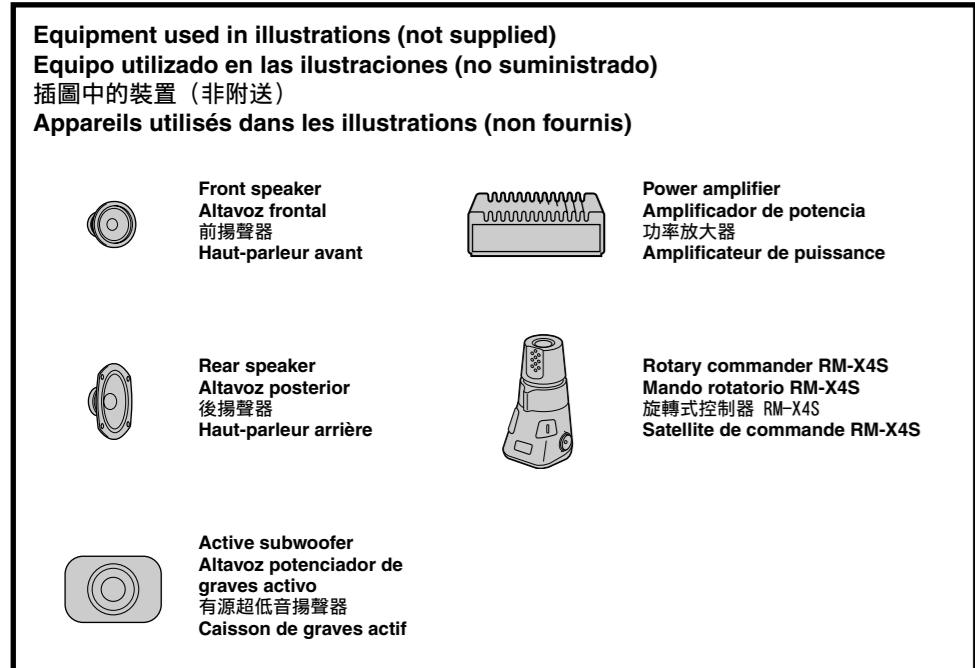 Equipment used in illustrations (not supplied)
Equipo utilizado en las ilustraciones (no suministrado)
插圖中的裝置（非附送）
Appareils utilisés dans les illustrations (non fournis)
Front speaker
Altavoz frontal
前揚聲器
Haut-parleur avant
Power amplifier
Amplificador de potencia
功率放大器
Amplificateur de puissance
Rear speaker
Altavoz posterior
後揚聲器
Haut-parleur arrière
Rotary commander RM-X4S
Mando rotatorio RM-X4S
旋轉式控制器 RM-X4S
Satellite de commande RM-X4S
Active subwoofer
Altavoz potenciador de
graves activo
有源超低音揚聲器
Caisson de graves actif